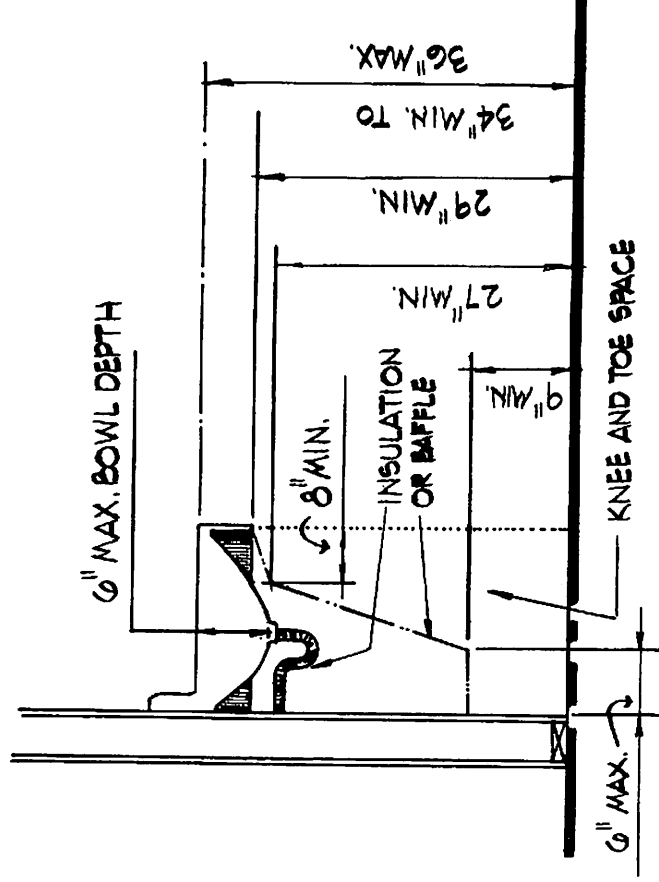 6" MAX. BOWL DEPTH
36" MAX.
34" MIN. TO
29" MIN.
27" MIN.
9" MIN.
8" MIN.
INSULATION
OR BAFFLE
KNEE AND TOE SPACE
6" MAX.